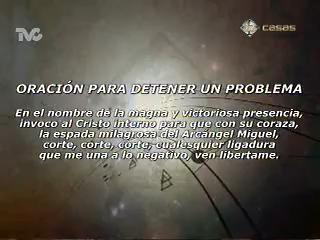 TVC
CASAS
ORACIÓN PARA DETENER UN PROBLEMA
En el nombre de la magna y victoriosa presencia,
invoco al Cristo interno para que con su coraza,
la espada milagrosa del Arcángel Miguel,
corte, corte, corte, cualesquier ligadura
que me una a lo negativo, ven libertame.